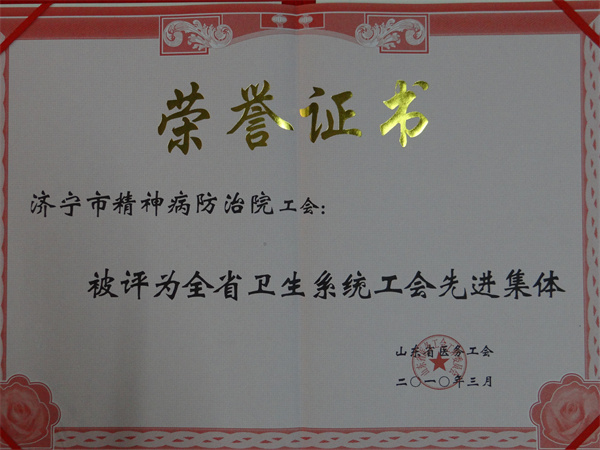 荣誉证书
济宁市精神病防治院工会：
被评为全省卫生系统工会先进集体
山东省医务工会
二〇一〇年三月